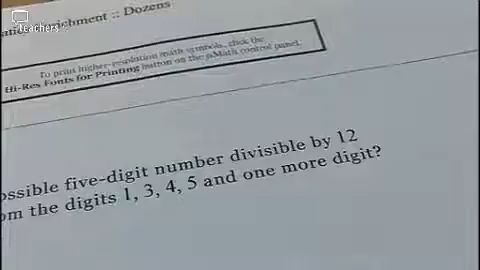 teachers
Enrichment :: Dozens
To print higher-resolution math symbols, click the
Hi-Res Fonts for Printing button on the jsMath control panel.
ossible five-digit number divisible by 12
om the digits 1, 3, 4, 5 and one more digit?